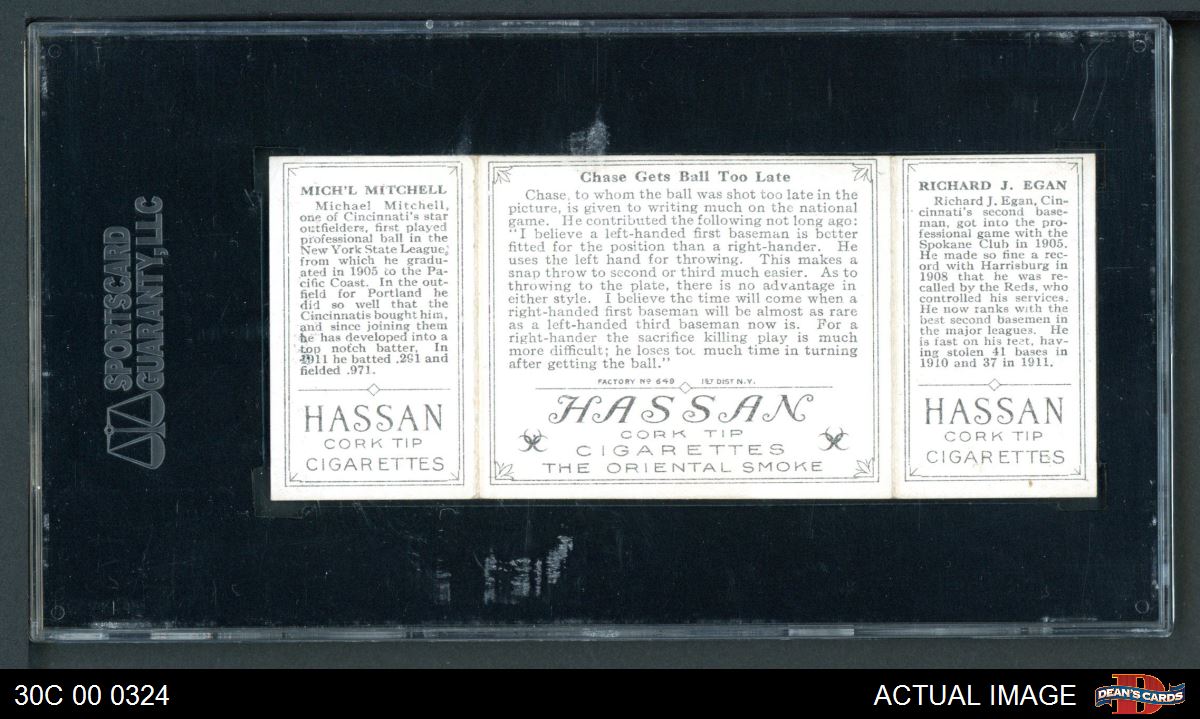 SPORTSCARD
GUARANTY, LLC
MICH'L MITCHELL
Michael Mitchell,
one of Cincinnati's star
outfielders, first played
professional ball in the
New York State League,
from which he gradu-
ated in 1905 to the Pa-
cific Coast. In the out-
field for Portland he
did so well that the
Cincinnatis bought him,
and since joining them
he has developed into a
top notch batter. In
1911 he batted .291 and
fielded .971.
HASSAN
CORK TIP
CIGARETTES
Chase Gets Ball Too Late
Chase, to whom the ball was shot too late in the
picture, is given to writing much on the national
game. He contributed the following not long ago:
"I believe a left-handed first baseman is better
fitted for the position than a right-hander. He
uses the left hand for throwing. This makes a
snap throw to second or third much easier. As to
throwing to the plate, there is no advantage in
either style. I believe the time will come when a
right-handed first baseman will be almost as rare
as a left-handed third baseman now is. For a
right-hander the sacrifice killing play is much
more difficult; he loses too much time in turning
after getting the ball."
FACTORY Nº 649 1ST DIST N.Y.
HASSAN
CORK TIP
CIGARETTES
THE ORIENTAL SMOKE
RICHARD J. EGAN
Richard J. Egan, Cin-
cinnati's second base-
man, got into the pro-
fessional game with the
Spokane Club in 1905.
He made so fine a rec-
ord with Harrisburg in
1908 that he was re-
called by the Reds, who
controlled his services.
He now ranks with the
best second basemen in
the major leagues. He
is fast on his feet, hav-
ing stolen 41 bases in
1910 and 37 in 1911.
HASSAN
CORK TIP
CIGARETTES
30C 00 0324
ACTUAL IMAGE
DEAN'S CARDS